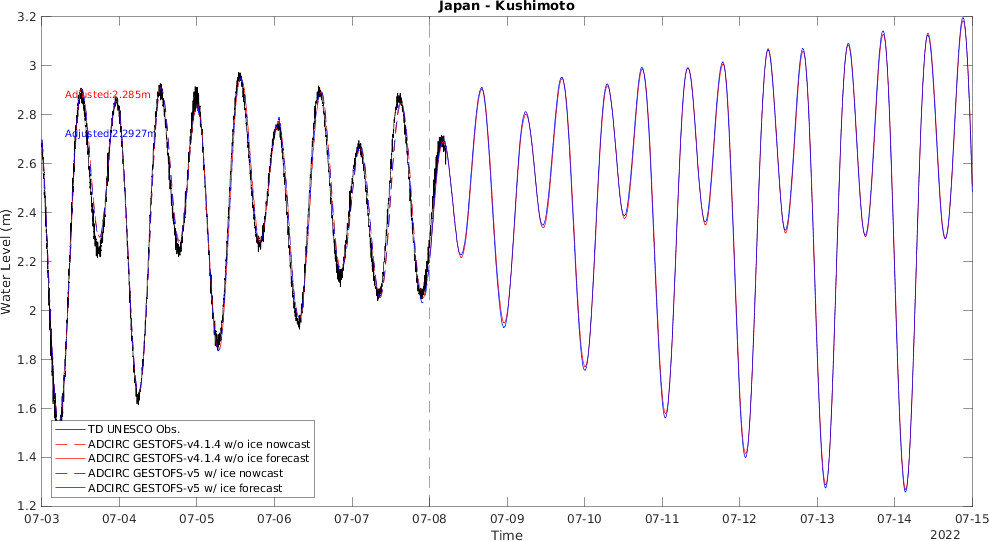 Japan - Kushimoto
3.2
3
2.8
2.6
2.4
2.2
2
1.8
1.6
1.4
1.2
Water Level (m)
Adjusted:2.285m
Adjusted:2.2927m
TD UNESCO Obs.
ADCIRC GESTOFS-v4.1.4 w/o ice nowcast
ADCIRC GESTOFS-v4.1.4 w/o ice forecast
ADCIRC GESTOFS-v5 w/ ice nowcast
ADCIRC GESTOFS-v5 w/ ice forecast
07-03 07-04 07-05 07-06 07-07 07-08 07-09 07-10 07-11 07-12 07-13 07-14 07-15
Time
2022